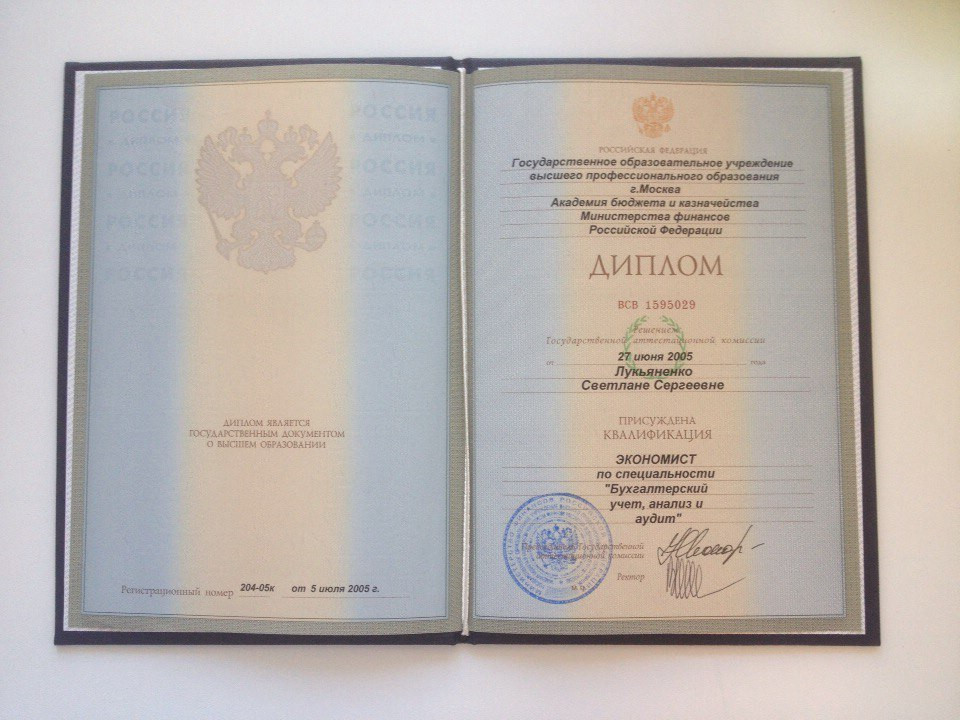 РОССИЯ РОССИЯ
РОССИЯ РОССИЯ
РОССИЯ РОССИЯ
РОССИЯ РОССИЯ
ДИПЛОМ ЯВЛЯЕТСЯ
ГОСУДАРСТВЕННЫМ ДОКУМЕНТОМ
О ВЫСШЕМ ОБРАЗОВАНИИ
Регистрационный номер 204-05к от 5 июля 2005 г.
РОССИЙСКАЯ ФЕДЕРАЦИЯ
Государственное образовательное учреждение
высшего профессионального образования
г.Москва
Академия бюджета и казначейства
Министерства финансов
Российской Федерации
ДИПЛОМ
ВСВ 1595029
Решением
Государственной аттестационной комиссии
от 27 июня 2005 года
Лукьяненко
Светлане Сергеевне
ПРИСУЖДЕНА
КВАЛИФИКАЦИЯ
ЭКОНОМИСТ
по специальности
"Бухгалтерский
учет, анализ и
аудит"
Председатель Государственной
аттестационной комиссии
Ректор